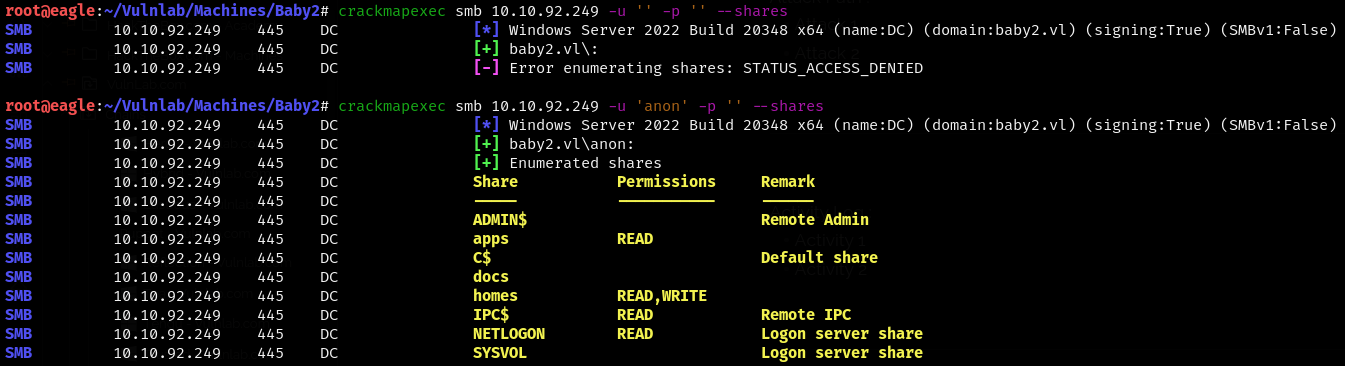 root@eagle:~/Vulnlab/Machines/Baby2# crackmapexec smb 10.10.92.249 -u '' -p '' --shares
SMB 10.10.92.249 445 DC [*] Windows Server 2022 Build 20348 x64 (name:DC) (domain:baby2.vl) (signing:True) (SMBv1:False)
SMB 10.10.92.249 445 DC [+] baby2.vl\:
SMB 10.10.92.249 445 DC [-] Error enumerating shares: STATUS_ACCESS_DENIED
root@eagle:~/Vulnlab/Machines/Baby2# crackmapexec smb 10.10.92.249 -u 'anon' -p '' --shares
SMB 10.10.92.249 445 DC [*] Windows Server 2022 Build 20348 x64 (name:DC) (domain:baby2.vl) (signing:True) (SMBv1:False)
SMB 10.10.92.249 445 DC [+] baby2.vl\anon:
SMB 10.10.92.249 445 DC [+] Enumerated shares
SMB 10.10.92.249 445 DC Share Permissions Remark
SMB 10.10.92.249 445 DC ----- ----------- ------
SMB 10.10.92.249 445 DC ADMIN$ Remote Admin
SMB 10.10.92.249 445 DC apps READ
SMB 10.10.92.249 445 DC C$ Default share
SMB 10.10.92.249 445 DC docs
SMB 10.10.92.249 445 DC homes READ,WRITE
SMB 10.10.92.249 445 DC IPC$ READ Remote IPC
SMB 10.10.92.249 445 DC NETLOGON READ Logon server share
SMB 10.10.92.249 445 DC SYSVOL Logon server share